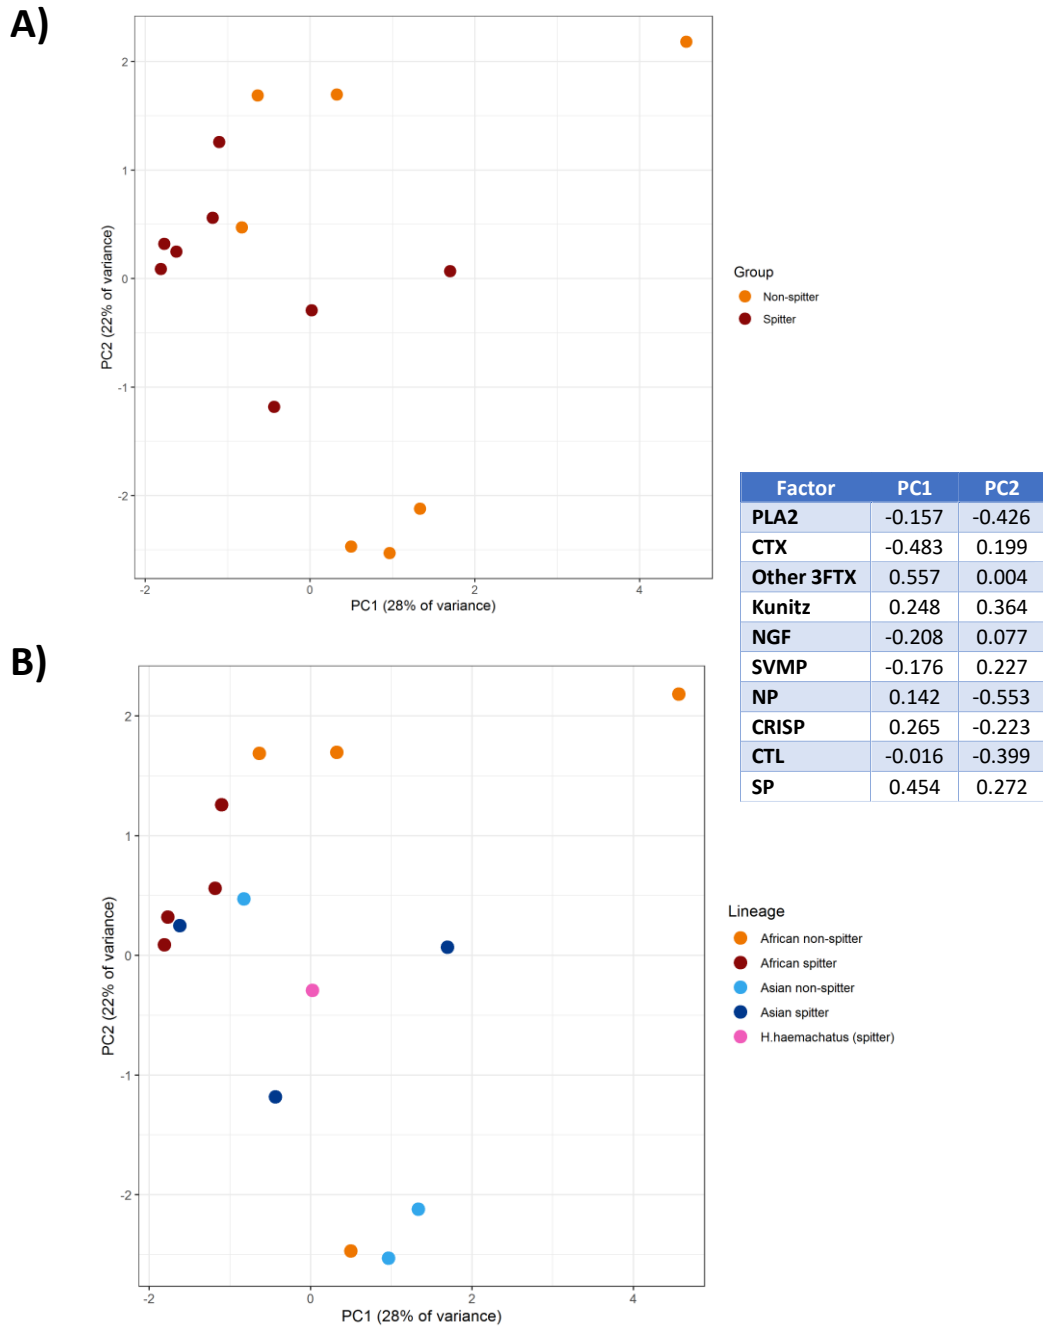 A)
2
1
0
-1
-2
PC2 (22% of variance)
-2
0
2
4
PC1 (28% of variance)
Group
Non-spitter
Spitter
Factor PC1 PC2
PLA2 -0.157 -0.426
CTX -0.483 0.199
Other 3FTX 0.557 0.004
Kunitz 0.248 0.364
NGF -0.208 0.077
SVMP -0.176 0.227
NP 0.142 -0.553
CRISP 0.265 -0.223
CTL -0.016 -0.399
SP 0.454 0.272
B)
2
1
0
-1
-2
PC2 (22% of variance)
-2
0
2
4
PC1 (28% of variance)
Lineage
African non-spitter
African spitter
Asian non-spitter
Asian spitter
H.haemachatus (spitter)